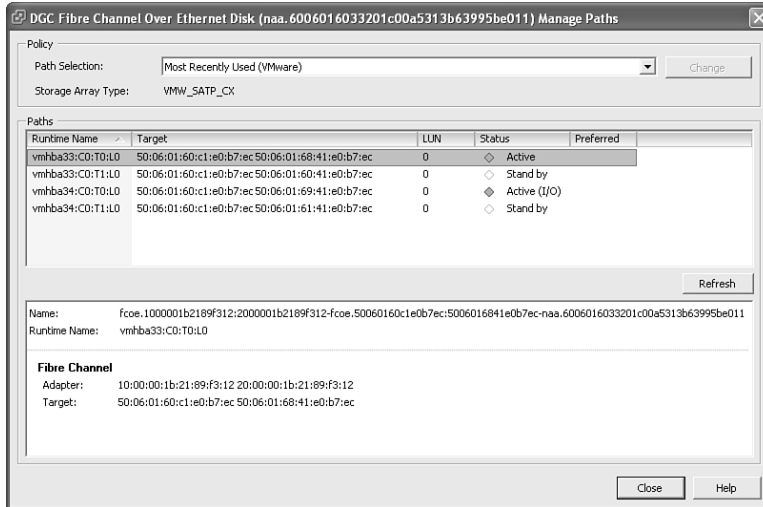 DGC Fibre Channel Over Ethernet Disk (naa.6006016033201c00a5313b63995be011) Manage Paths
Policy
Path Selection: Most Recently Used (VMware) Change
Storage Array Type: VMW_SATP_CX
Paths
Runtime Name Target LUN Status Preferred
vmhba33:C0:T0:L0 50:06:01:60:c1:e0:b7:ec 50:06:01:68:41:e0:b7:ec 0 Active
vmhba33:C0:T1:L0 50:06:01:60:c1:e0:b7:ec 50:06:01:60:41:e0:b7:ec 0 Stand by
vmhba34:C0:T0:L0 50:06:01:60:c1:e0:b7:ec 50:06:01:69:41:e0:b7:ec 0 Active (I/O)
vmhba34:C0:T1:L0 50:06:01:60:c1:e0:b7:ec 50:06:01:61:41:e0:b7:ec 0 Stand by
Refresh
Name: fcoe.1000001b2189f312:2000001b2189f312-fcoe.50060160c1e0b7ec:5006016841e0b7ec-naa.6006016033201c00a5313b63995be011
Runtime Name: vmhba33:C0:T0:L0
Fibre Channel
Adapter: 10:00:00:1b:21:89:f3:12 20:00:00:1b:21:89:f3:12
Target: 50:06:01:60:c1:e0:b7:ec 50:06:01:68:41:e0:b7:ec
Close Help